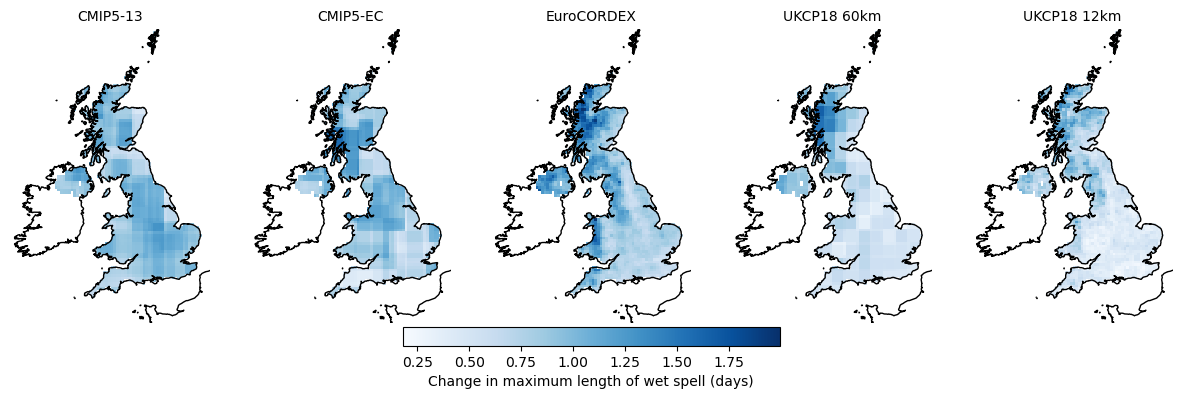 CMIP5-13 CMIP5-EC EuroCORDEX UKCP18 60km UKCP18 12km
0.25 0.50 0.75 1.00 1.25 1.50 1.75
Change in maximum length of wet spell (days)